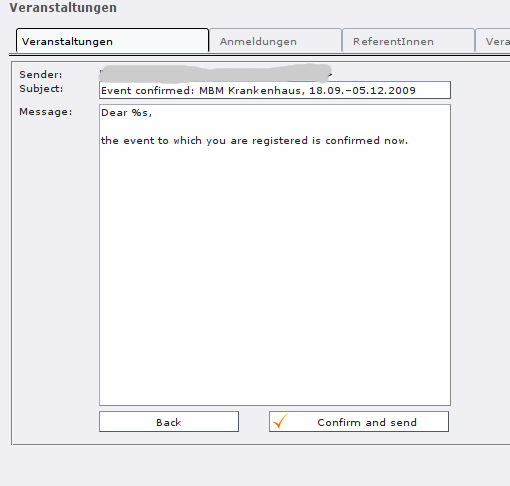 Veranstaltungen
Veranstaltungen
Anmeldungen
ReferentInnen
Vera
Sender:
Subject: Event confirmed: MBM Krankenhaus, 18.09.-05.12.2009
Message: Dear %s,
the event to which you are registered is confirmed now.
Back
Confirm and send